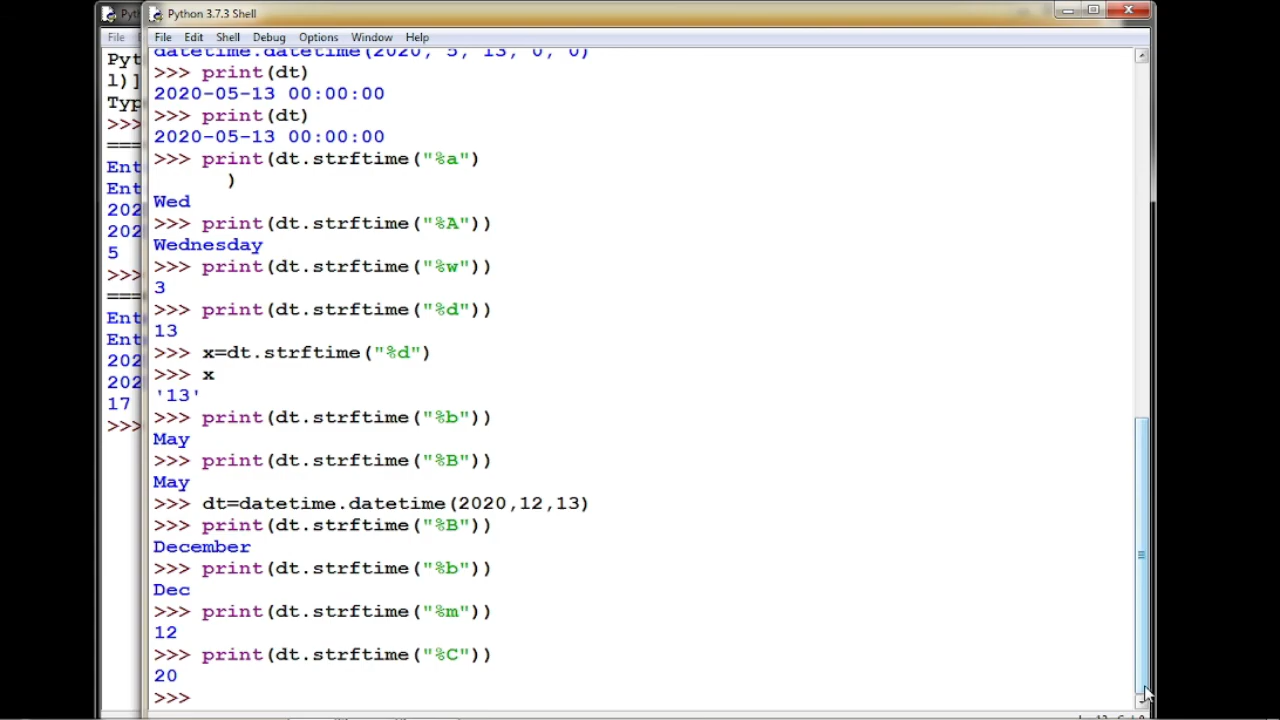 Pyt
Python 3.7.3 Shell
File
File Edit Shell Debug Options Window Help
Pyt
l)]
Typ
>>>
===
Ent
Ent
202
202
5
>>>
===
Ent
Ent
202
202
17
>>>
datetime.datetime(2020, 5, 13, 0, 0)
>>> print(dt)
2020-05-13 00:00:00
>>> print(dt)
2020-05-13 00:00:00
>>> print(dt.strftime("%a")
)
Wed
>>> print(dt.strftime("%A"))
Wednesday
>>> print(dt.strftime("%w"))
3
>>> print(dt.strftime("%d"))
13
>>> x=dt.strftime("%d")
>>> x
'13'
>>> print(dt.strftime("%b"))
May
>>> print(dt.strftime("%B"))
May
>>> dt=datetime.datetime(2020,12,13)
>>> print(dt.strftime("%B"))
December
>>> print(dt.strftime("%b"))
Dec
>>> print(dt.strftime("%m"))
12
>>> print(dt.strftime("%C"))
20
>>>